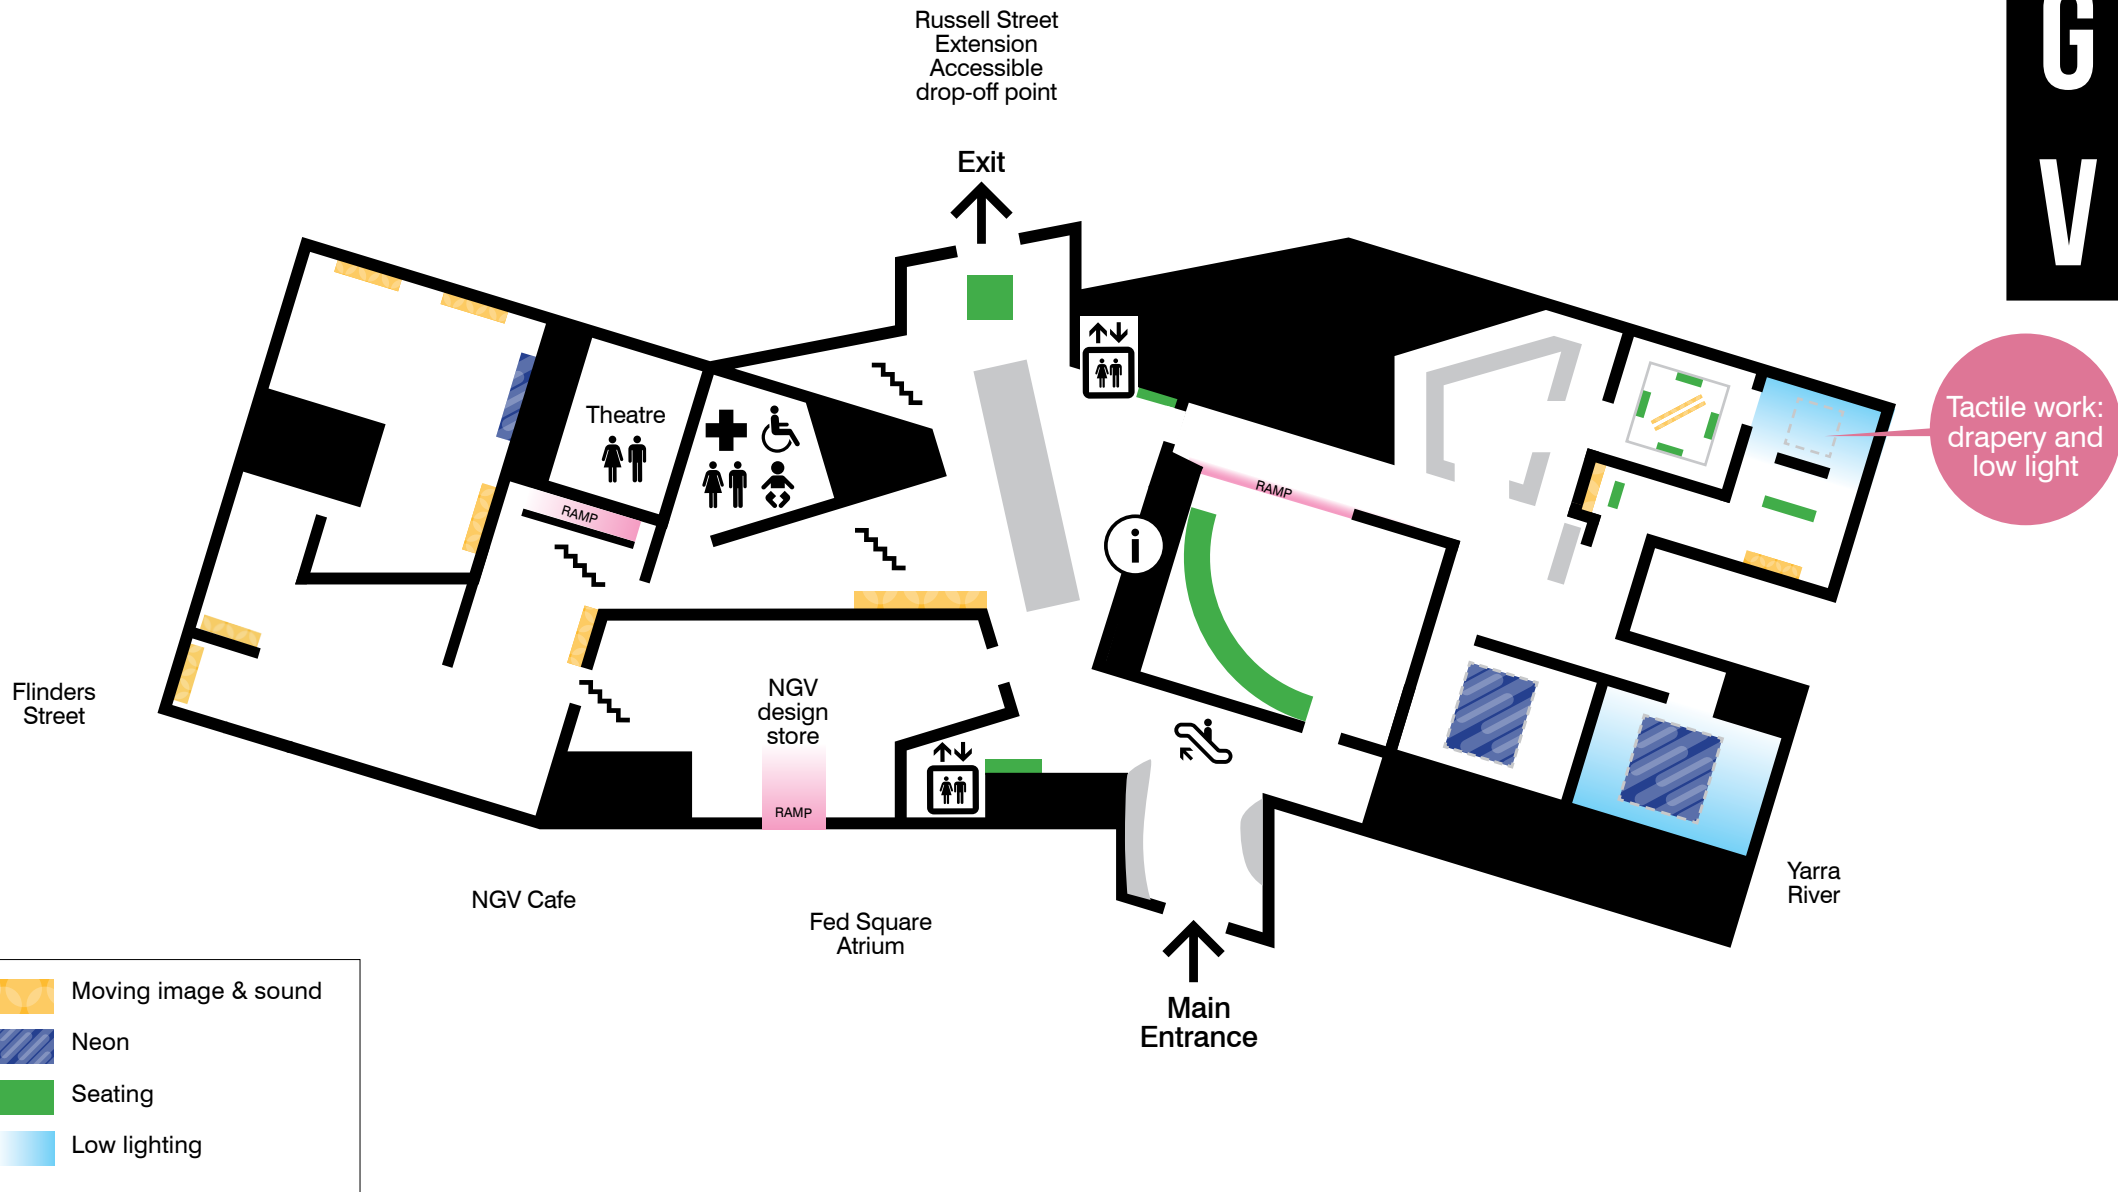 Russell Street
Extension
Accessible
drop-off point
G
V
Exit
Tactile work:
drapery and
low light
Theatre
RAMP
RAMP
i
Flinders
Street
NGV
design
store
RAMP
NGV Cafe
Fed Square
Atrium
Yarra
River
Main
Entrance
Moving image & sound
Neon
Seating
Low lighting